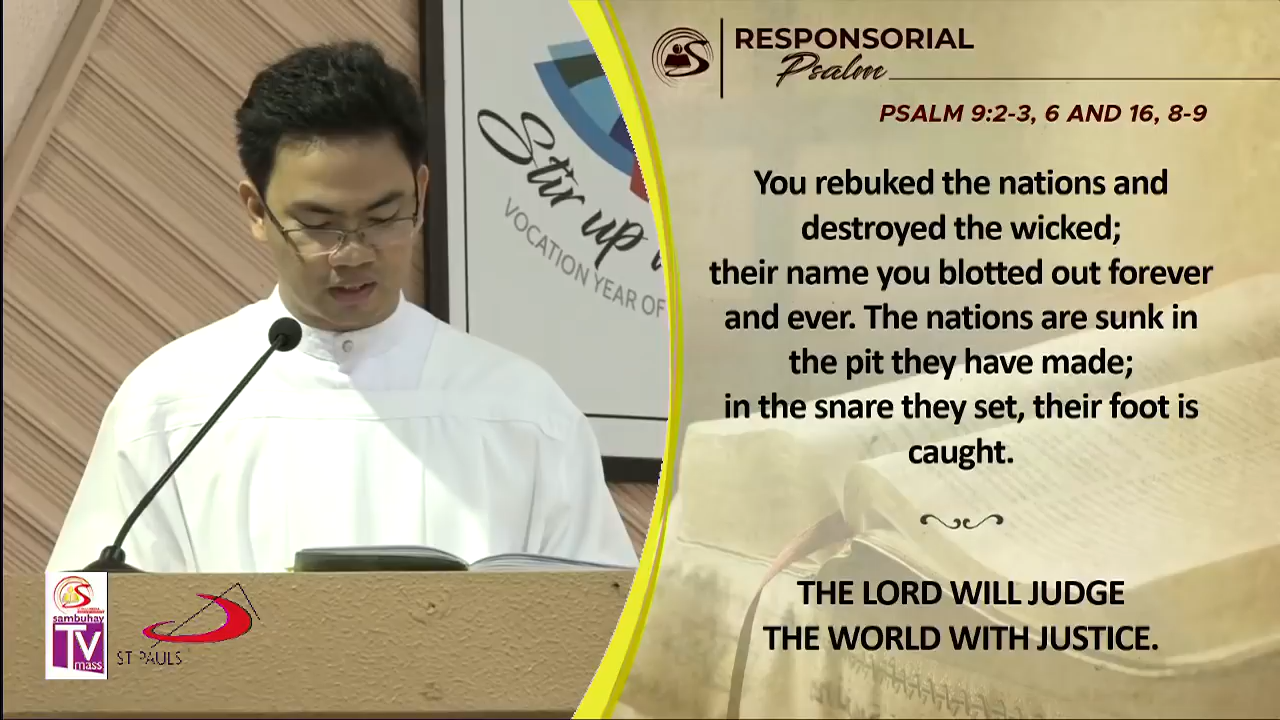 Stir up
VOCATION YEAR OF
RESPONSORIAL
Psalm
PSALM 9:2-3, 6 AND 16, 8-9
You rebuked the nations and
destroyed the wicked;
their name you blotted out forever
and ever. The nations are sunk in
the pit they have made;
in the snare they set, their foot is
caught.
THE LORD WILL JUDGE
THE WORLD WITH JUSTICE.
sambuhay
TV
mass
ST PAULS